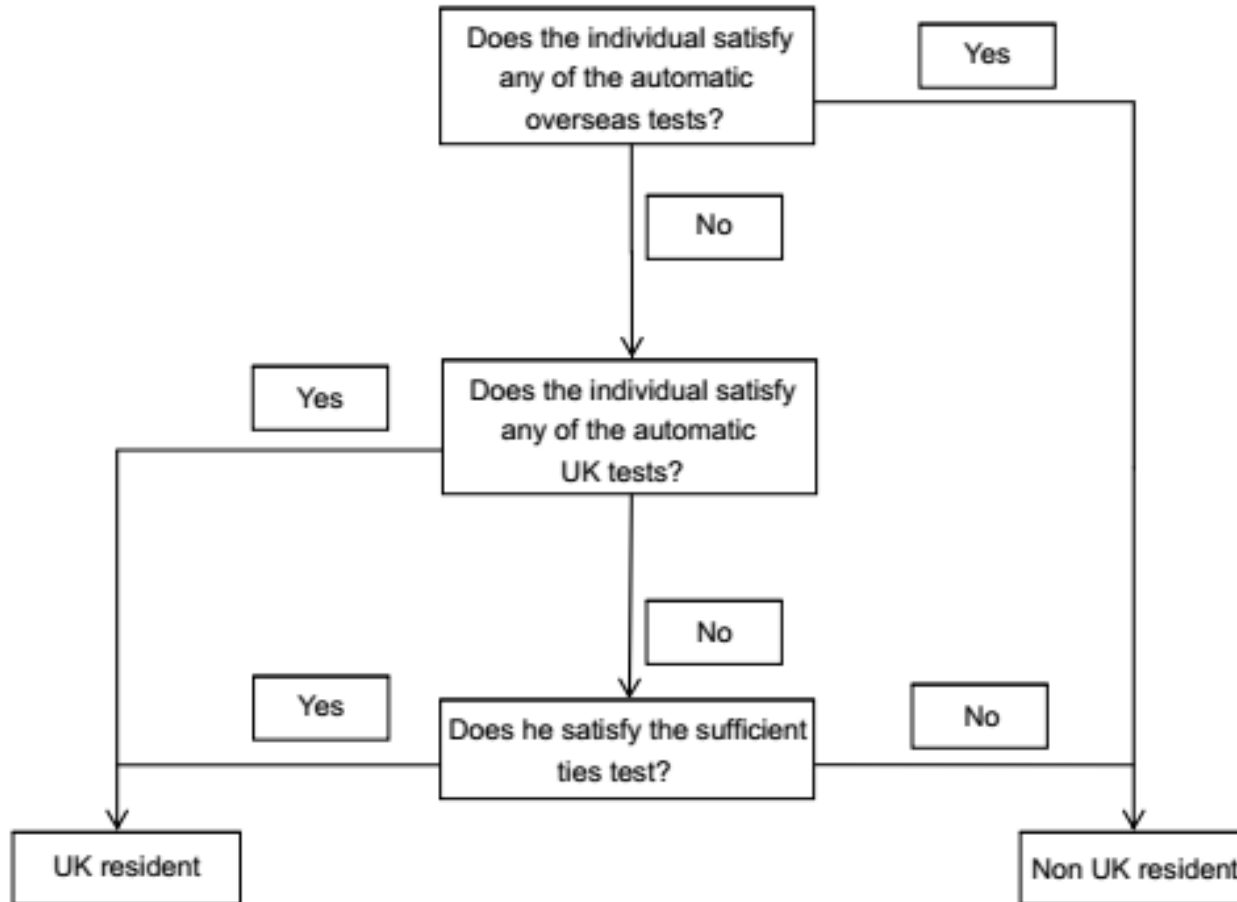 Does the individual satisfy
any of the automatic
overseas tests?
Yes
No
Yes
Does the individual satisfy
any of the automatic
UK tests?
No
Yes
Does he satisfy the sufficient
ties test?
No
UK resident
Non UK resident